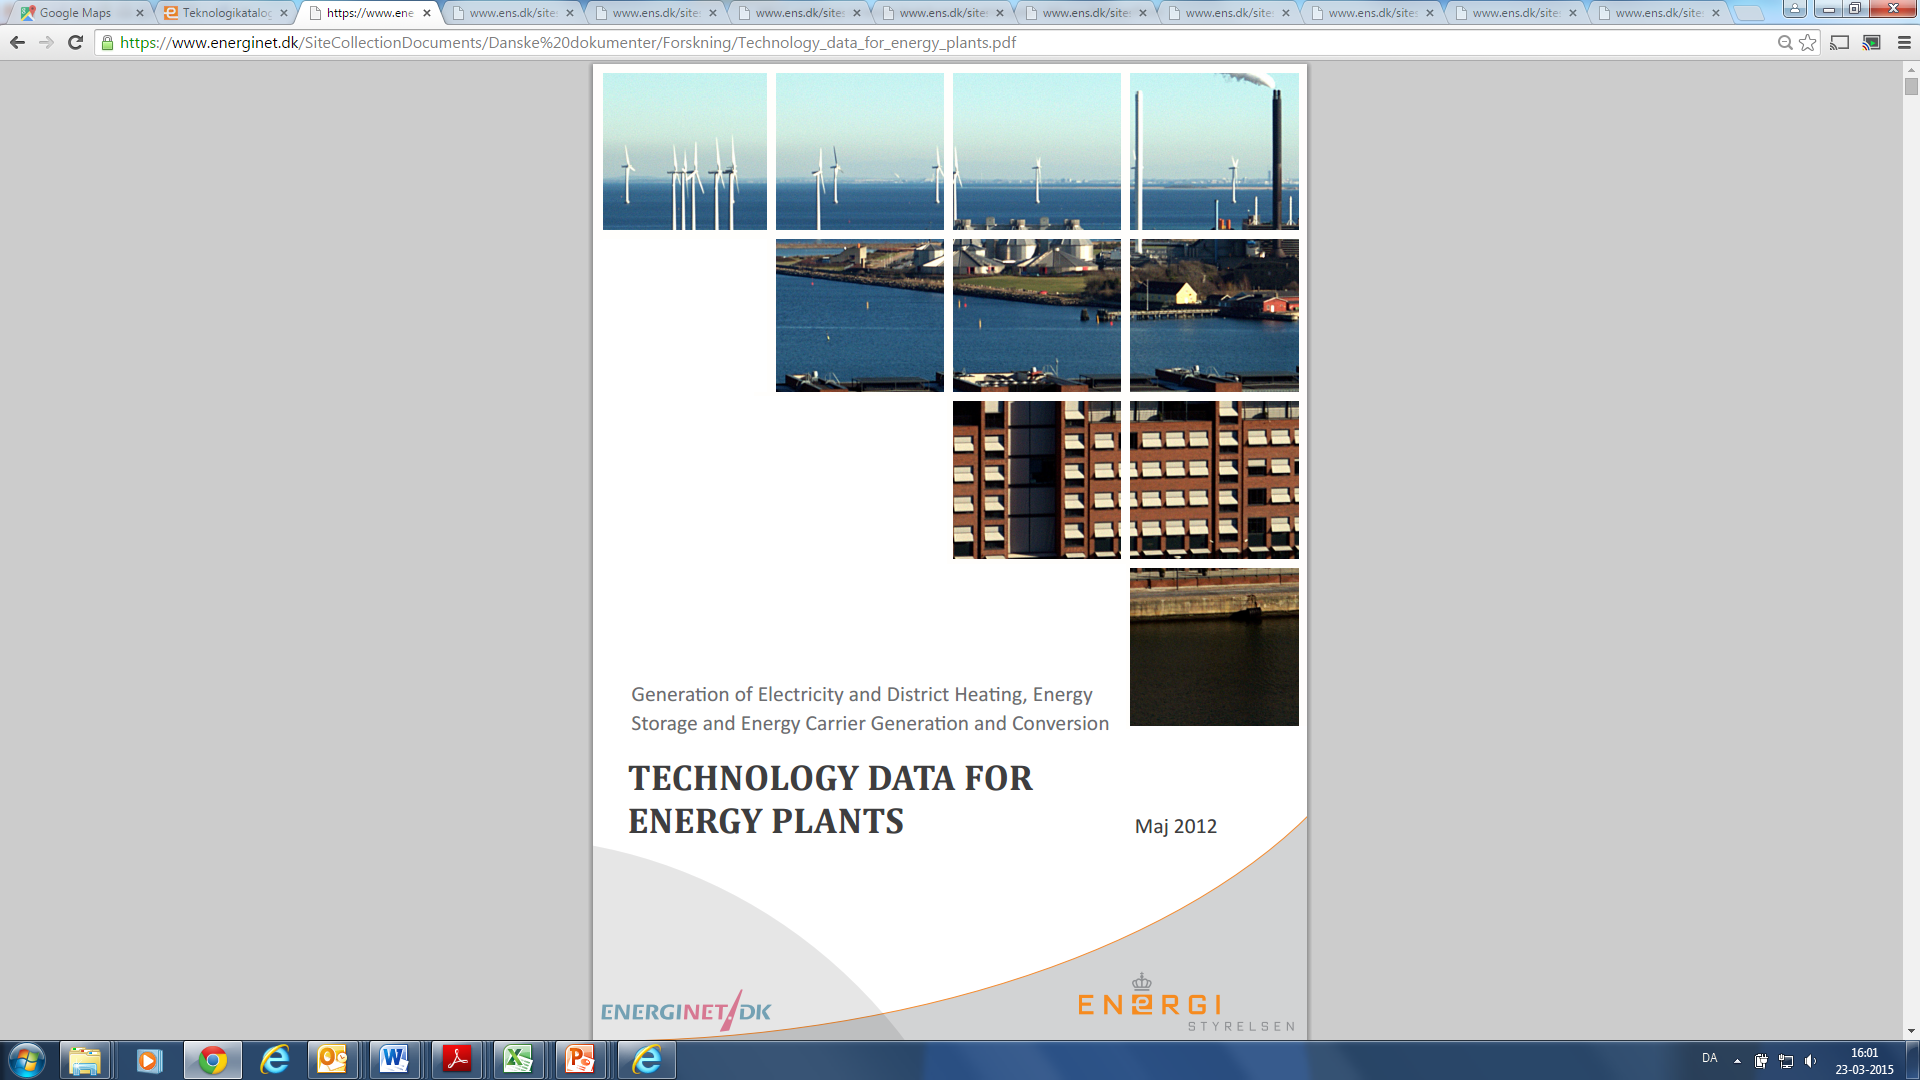 Google Maps
Teknologikatalog
https://www.ene
www.ens.dk/site
www.ens.dk/site
www.ens.dk/site
www.ens.dk/site
www.ens.dk/site
www.ens.dk/site
www.ens.dk/site
www.ens.dk/site
www.ens.dk/site
https://www.energinet.dk/SiteCollectionDocuments/Danske%20dokumenter/Forskning/Technology_data_for_energy_plants.pdf
Generation of Electricity and District Heating, Energy
Storage and Energy Carrier Generation and Conversion
TECHNOLOGY DATA FOR
ENERGY PLANTS
Maj 2012
ENERGINET/DK
ENERGI
STYRELSEN
DA
16:01
23-03-2015